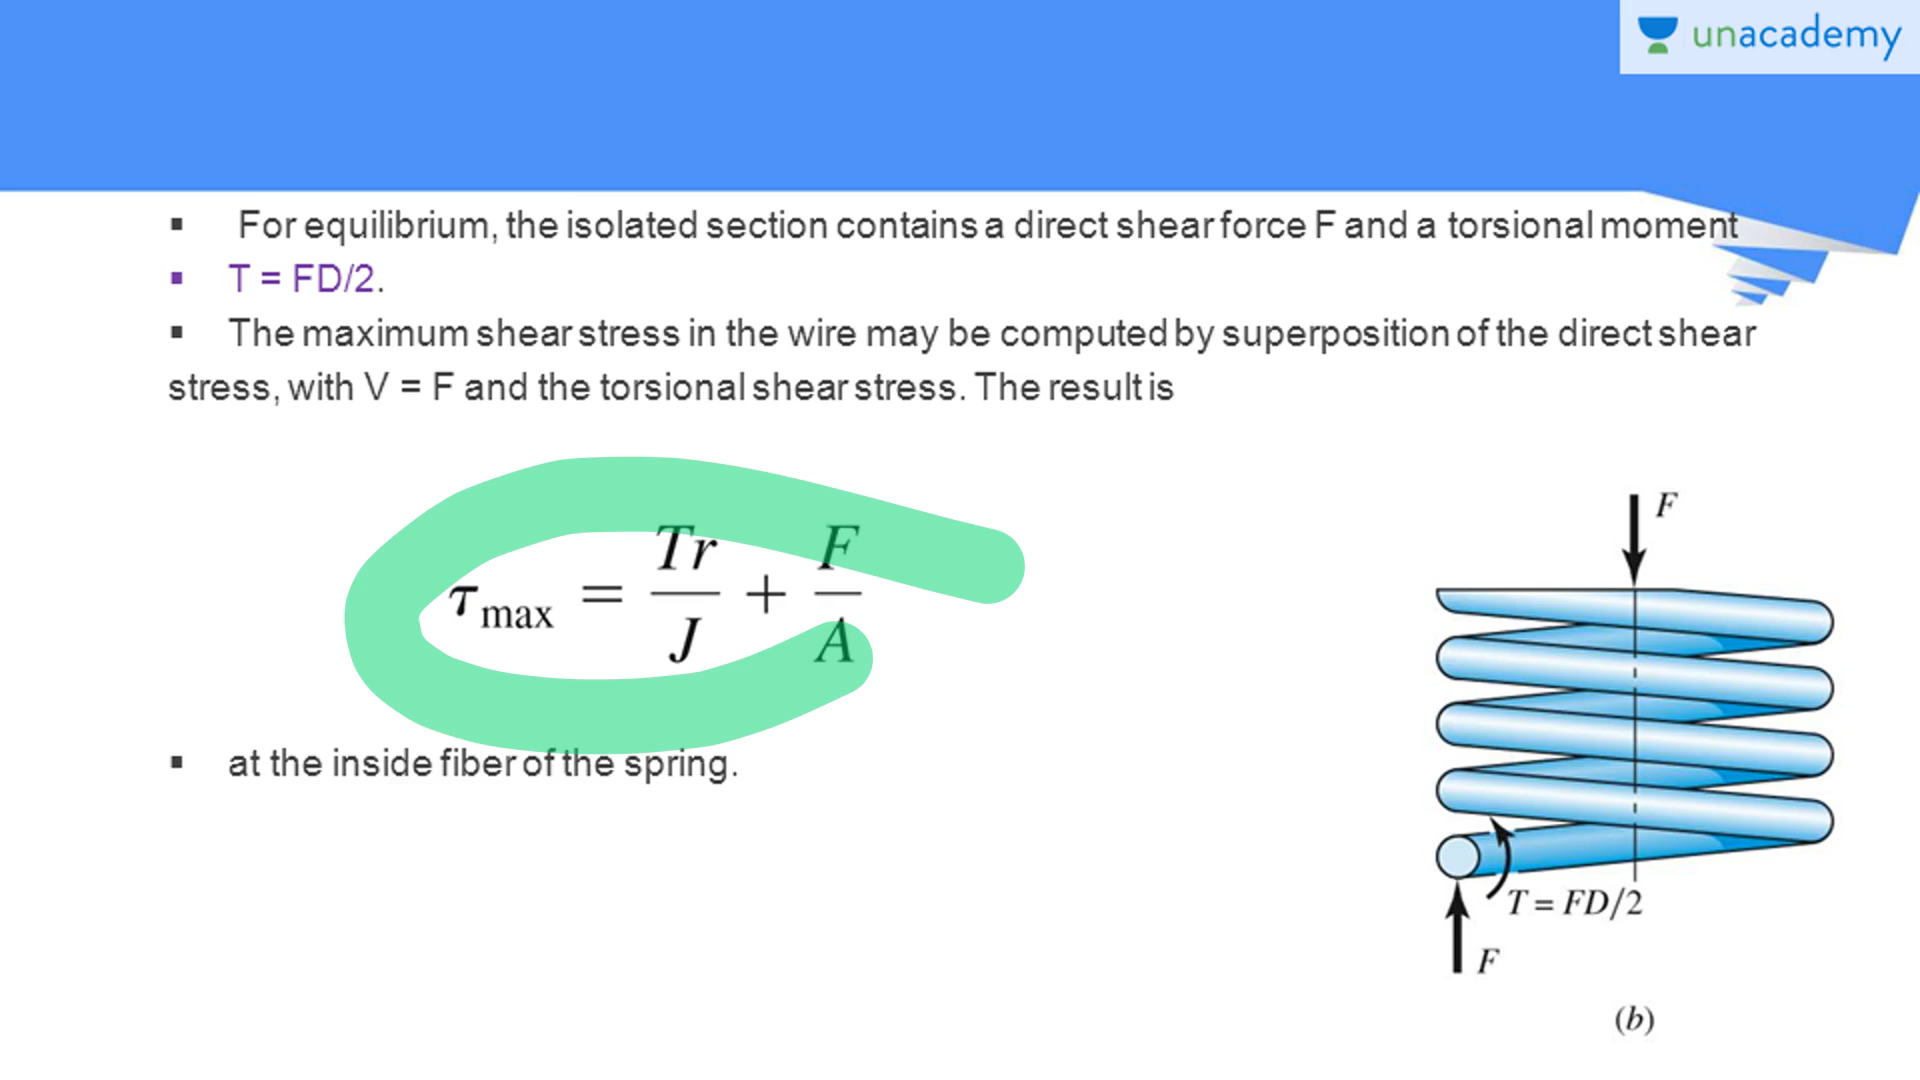 unacademy
▪ For equilibrium, the isolated section contains a direct shear force F and a torsional moment
▪ T = FD/2.
▪ The maximum shear stress in the wire may be computed by superposition of the direct shear
stress, with V = F and the torsional shear stress. The result is
τ max = Tr/J + F/A
▪ at the inside fiber of the spring.
F
T = FD/2
F
(b)